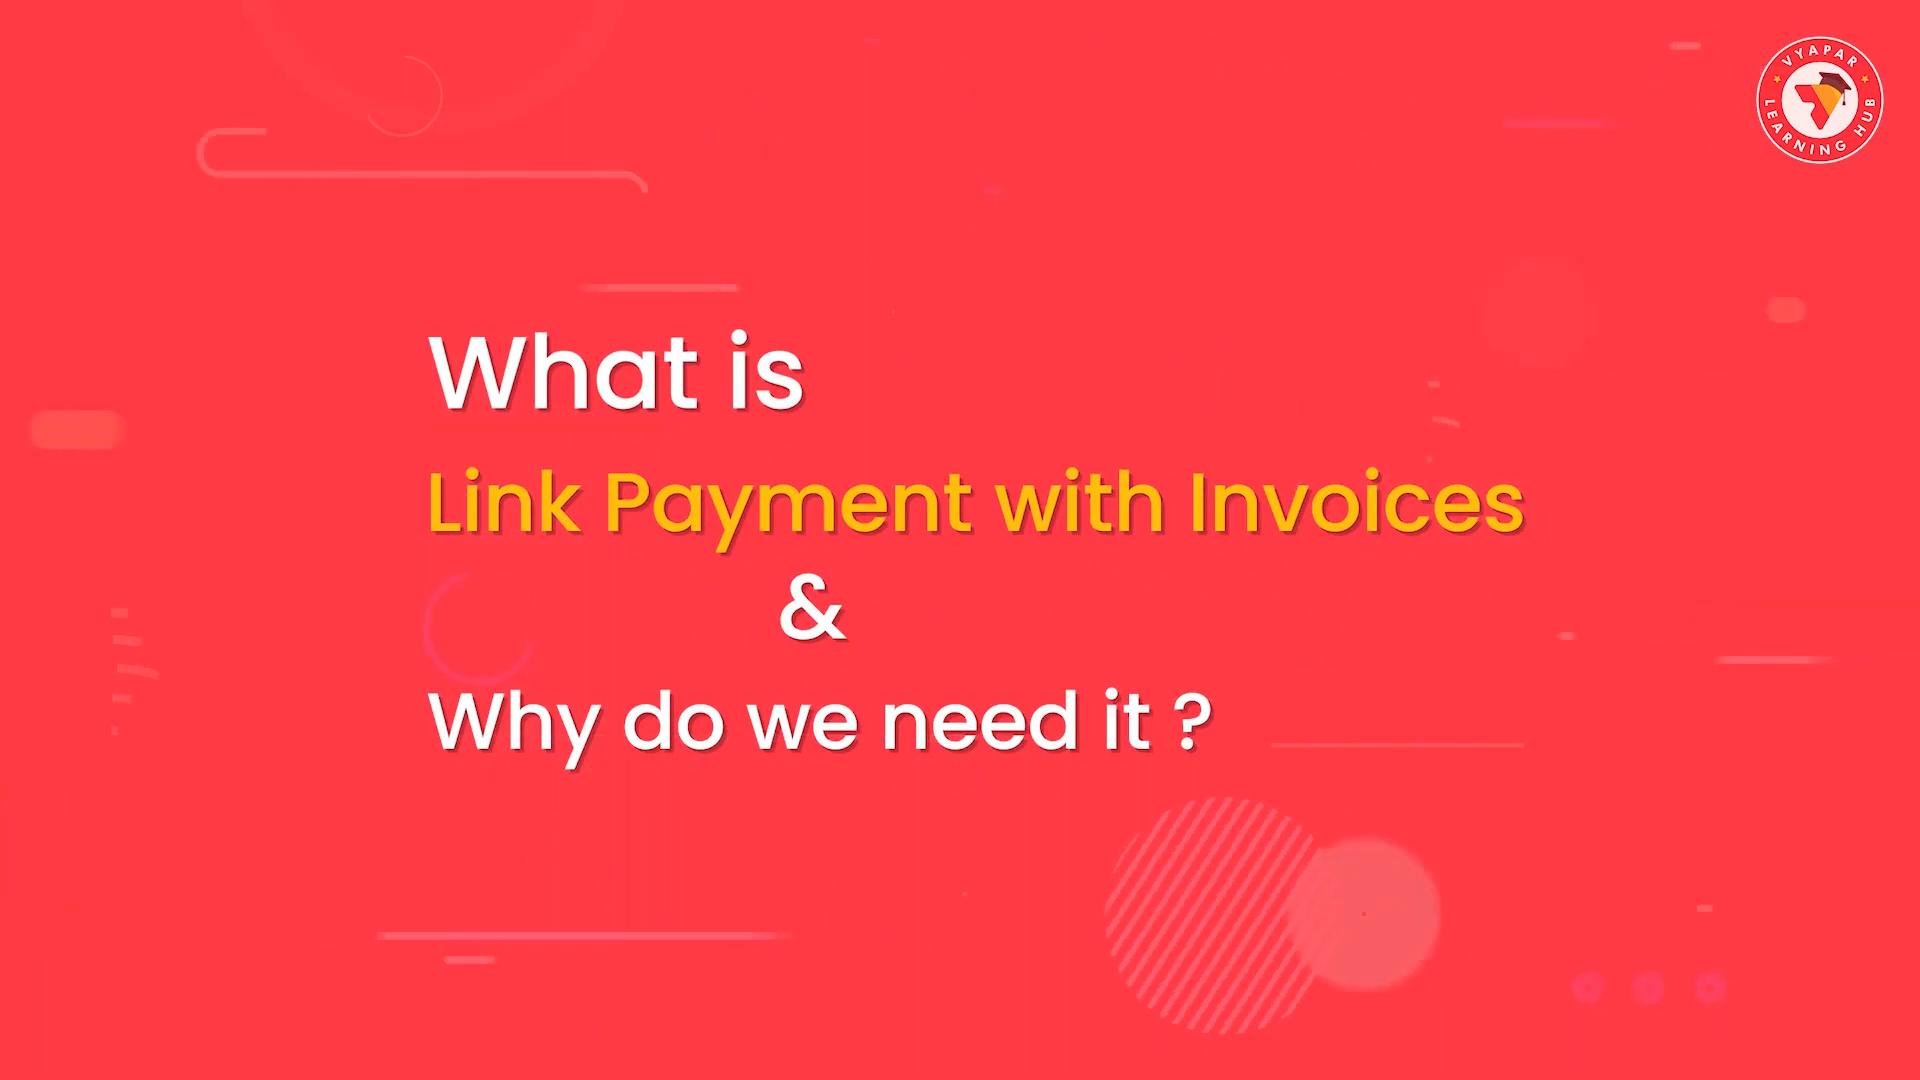 VYAPAR
LEARNING HUB
What is
Link Payment with Invoices
&
Why do we need it ?